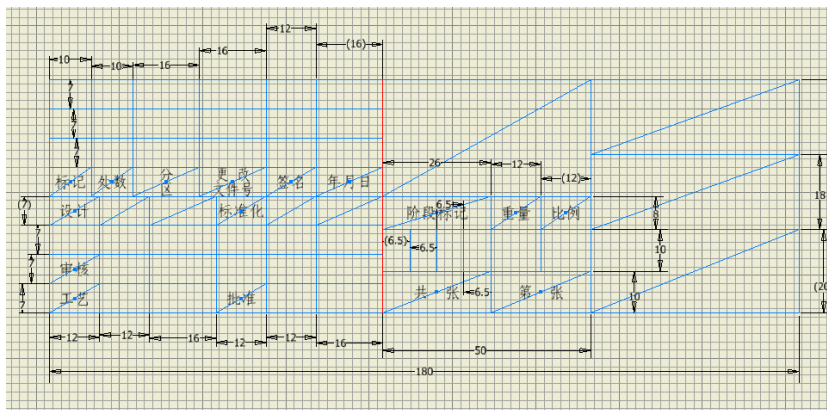 12
16
(16)
10
10
16
7
7
7
标记
处数
分
区
更改
文件号
签名
年月日
26
12
(12)
18
(7)
设计
标准化
阶段标记
重量
比例
6.5
8
(6.5)
6.5
10
7
7
审核
工艺
批准
共 张
第 张
6.5
10
(20
7
12
12
16
12
12
16
50
180